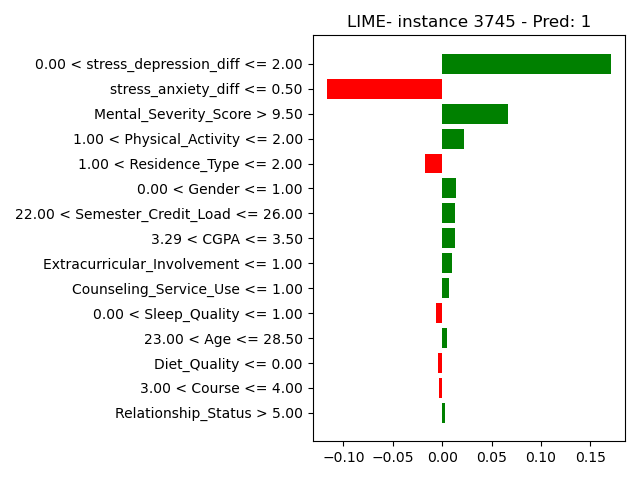 LIME- instance 3745 - Pred: 1
0.00 < stress_depression_diff <= 2.00
stress_anxiety_diff <= 0.50
Mental_Severity_Score > 9.50
1.00 < Physical_Activity <= 2.00
1.00 < Residence_Type <= 2.00
0.00 < Gender <= 1.00
22.00 < Semester_Credit_Load <= 26.00
3.29 < CGPA <= 3.50
Extracurricular_Involvement <= 1.00
Counseling_Service_Use <= 1.00
0.00 < Sleep_Quality <= 1.00
23.00 < Age <= 28.50
Diet_Quality <= 0.00
3.00 < Course <= 4.00
Relationship_Status > 5.00
−0.10 −0.05 0.00 0.05 0.10 0.15